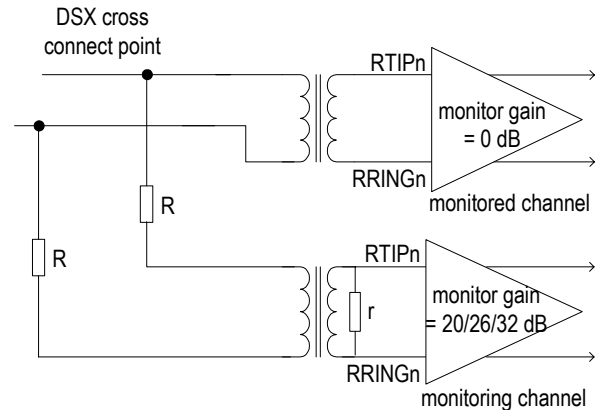 DSX cross
connect point
RTIPn
monitor gain
= 0 dB
RRINGn
monitored channel
R
R
RTIPn
monitor gain
= 20/26/32 dB
r
RRINGn
monitoring channel